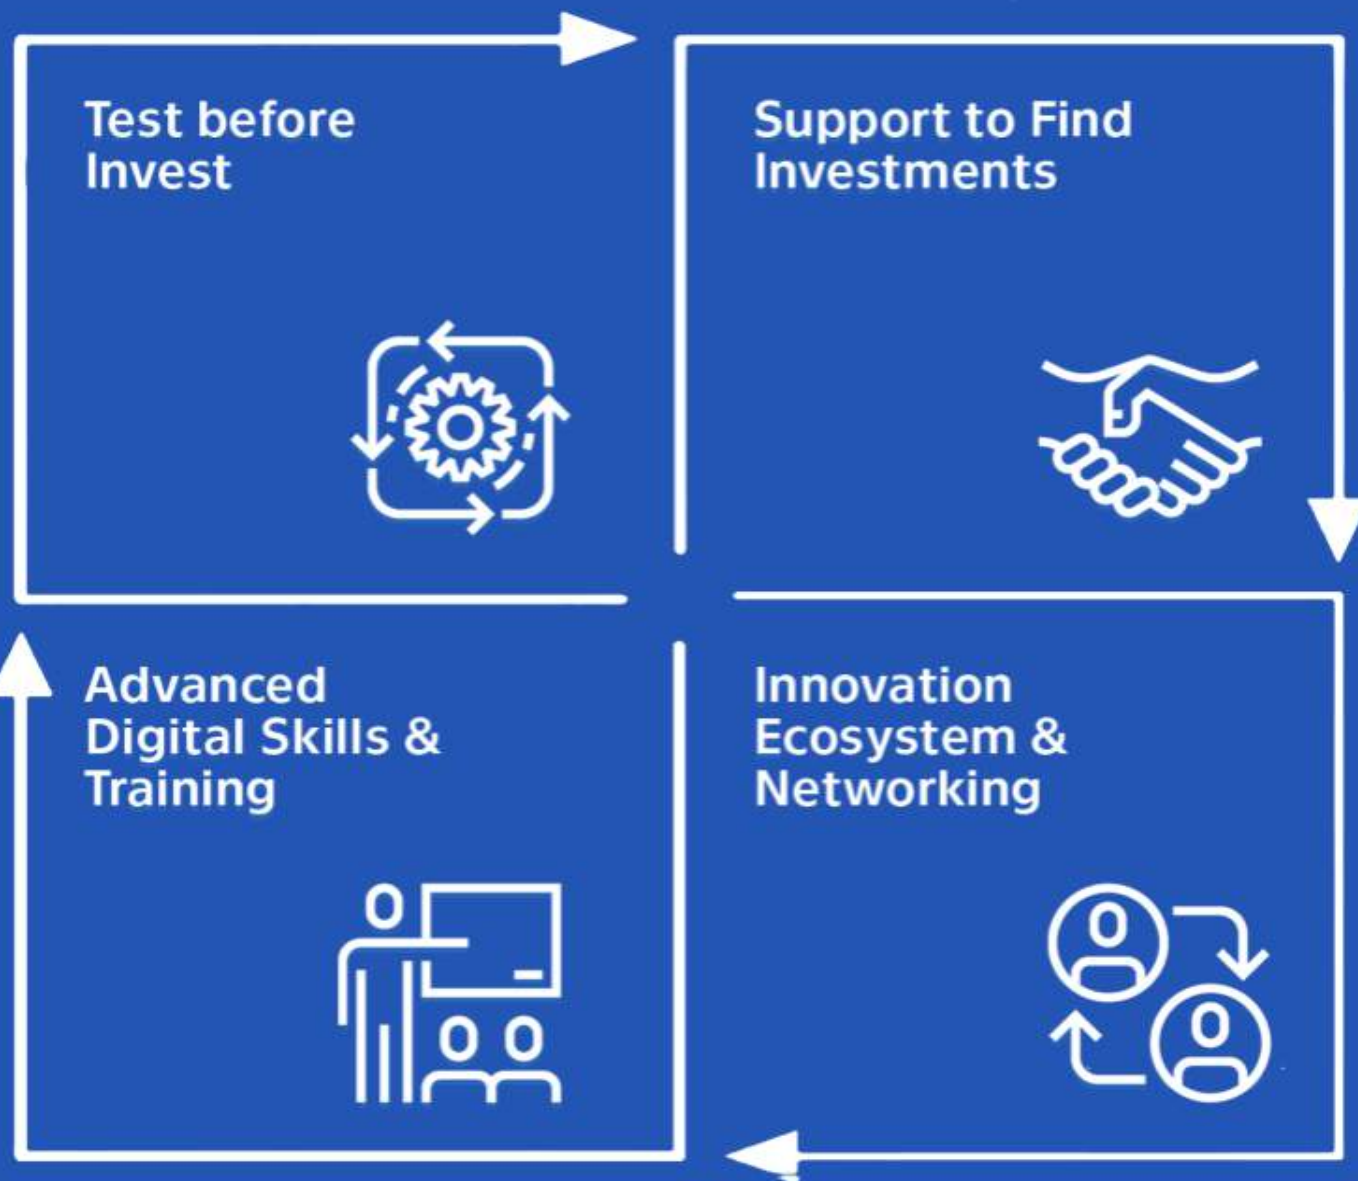 Test before
Invest
Support to Find
Investments
Advanced
Digital Skills &
Training
Innovation
Ecosystem &
Networking